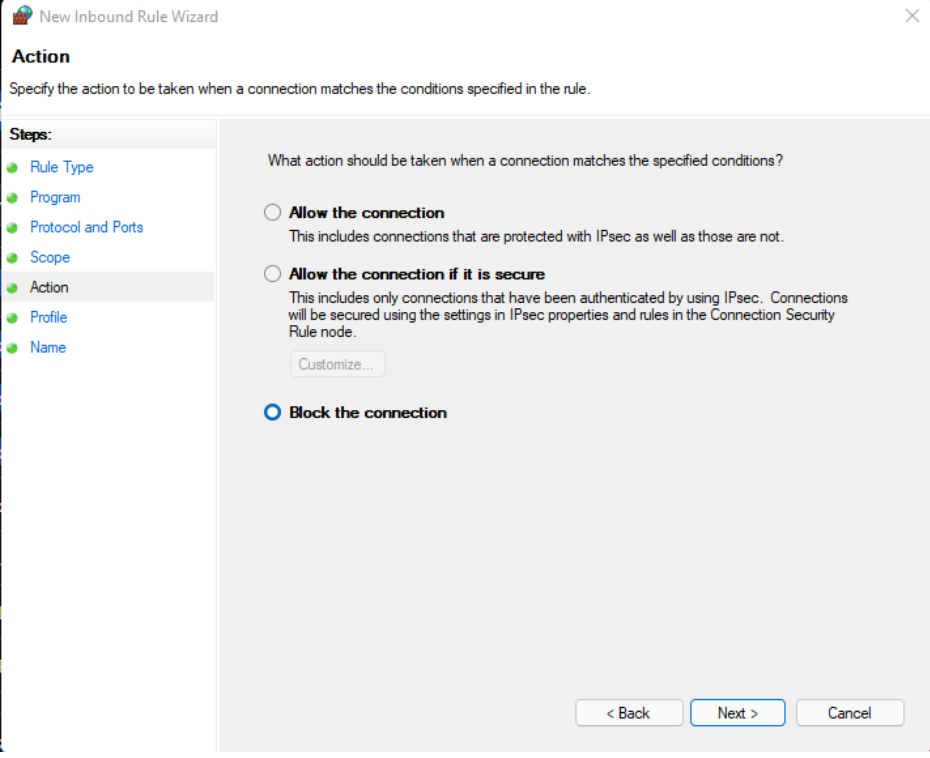 New Inbound Rule Wizard
Action
Specify the action to be taken when a connection matches the conditions specified in the rule.
Steps:
Rule Type
Program
Protocol and Ports
Scope
Action
Profile
Name
What action should be taken when a connection matches the specified conditions?
Allow the connection
This includes connections that are protected with IPsec as well as those are not.
Allow the connection if it is secure
This includes only connections that have been authenticated by using IPsec. Connections
will be secured using the settings in IPsec properties and rules in the Connection Security
Rule node.
Customize...
Block the connection
< Back
Next >
Cancel